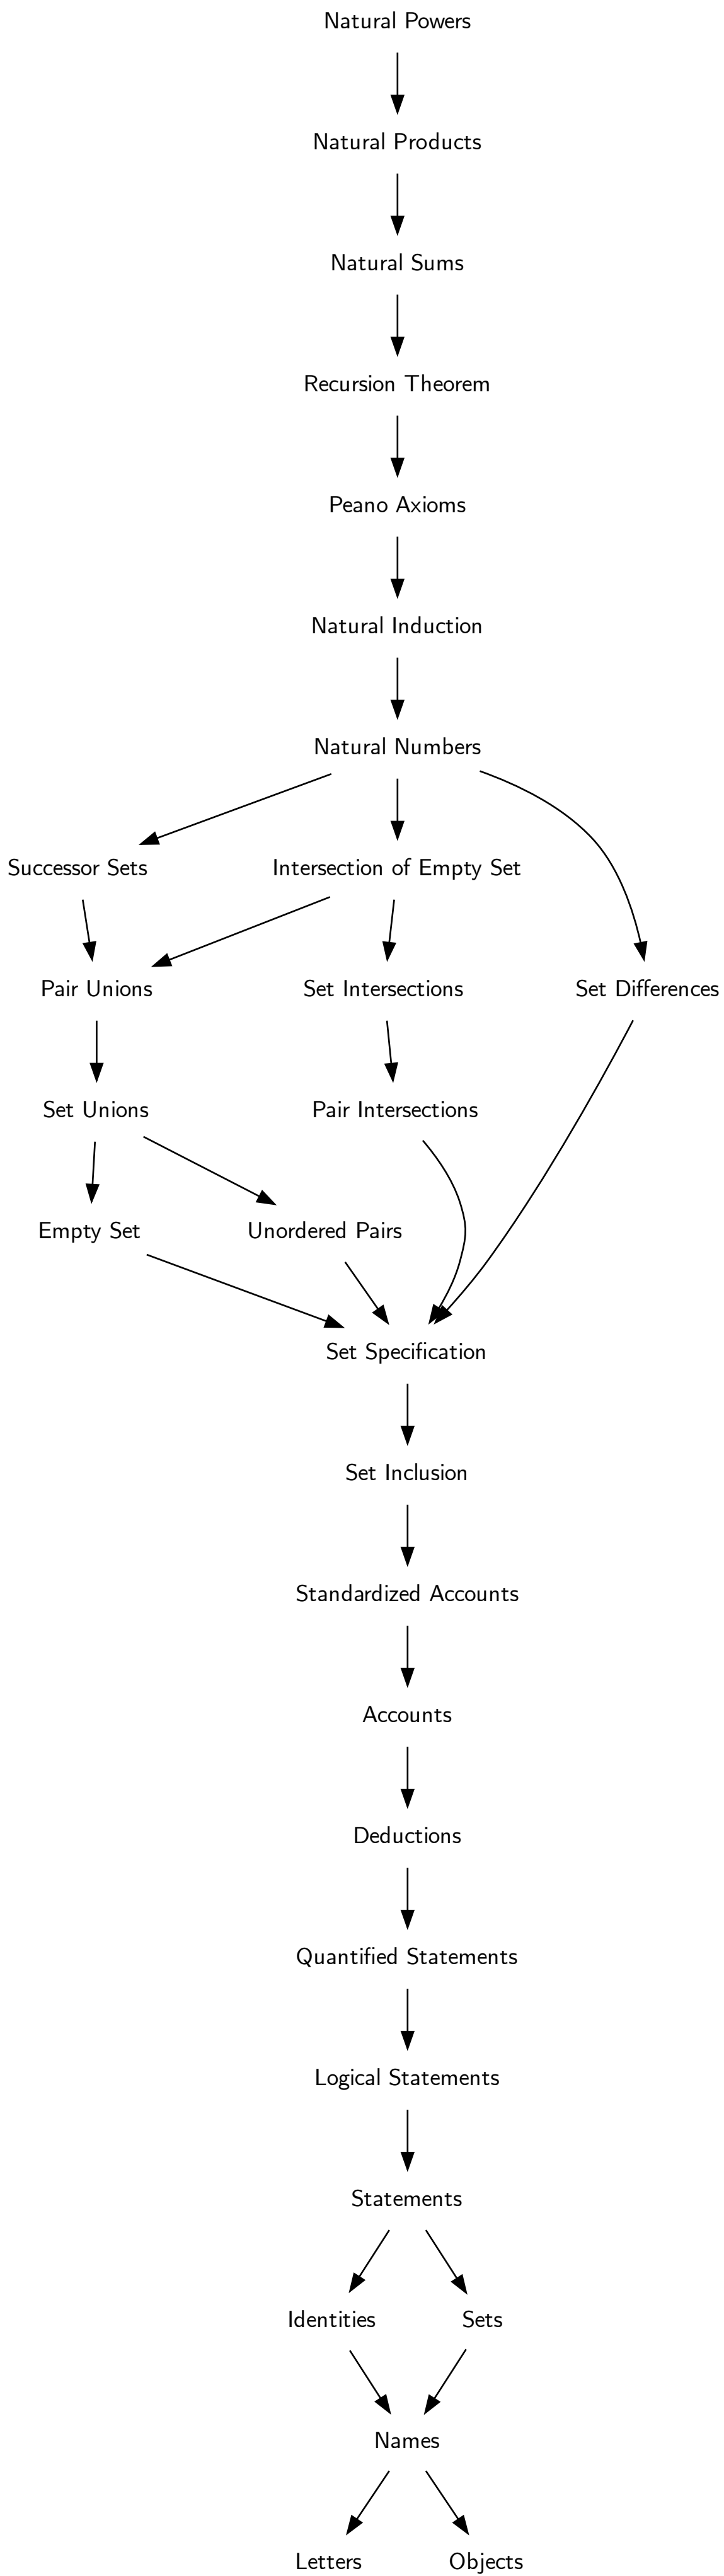 Natural Powers
Natural Products
Natural Sums
Recursion Theorem
Peano Axioms
Natural Induction
Natural Numbers
Successor Sets
Intersection of Empty Set
Pair Unions
Set Intersections
Set Differences
Set Unions
Pair Intersections
Empty Set
Unordered Pairs
Set Specification
Set Inclusion
Standardized Accounts
Accounts
Deductions
Quantified Statements
Logical Statements
Statements
Identities
Sets
Names
Letters
Objects